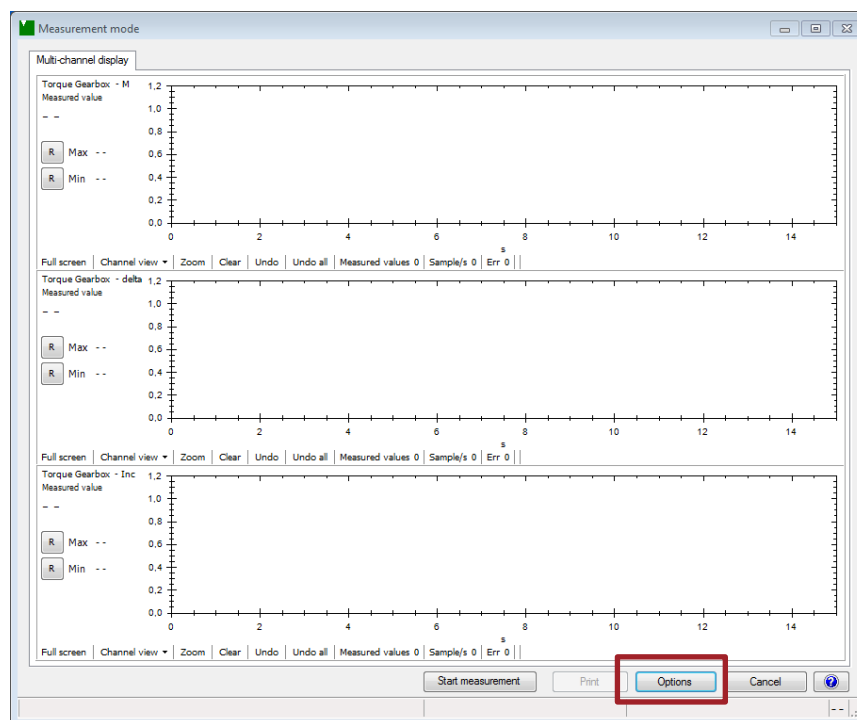 Measurement mode
Multi-channel display
Torque Gearbox - M
Measured value
- -
R Max - -
R Min - -
1,2
1,0
0,8
0,6
0,4
0,2
0,0
0 2 4 6 8 10 12 14
s
Full screen Channel view Zoom Clear Undo Undo all Measured values 0 Sample/s 0 Err 0
Torque Gearbox - delta
Measured value
- -
R Max - -
R Min - -
1,2
1,0
0,8
0,6
0,4
0,2
0,0
0 2 4 6 8 10 12 14
s
Full screen Channel view Zoom Clear Undo Undo all Measured values 0 Sample/s 0 Err 0
Torque Gearbox - Inc
Measured value
- -
R Max - -
R Min - -
1,2
1,0
0,8
0,6
0,4
0,2
0,0
0 2 4 6 8 10 12 14
s
Full screen Channel view Zoom Clear Undo Undo all Measured values 0 Sample/s 0 Err 0
Start measurement Print Options Cancel ?
- -